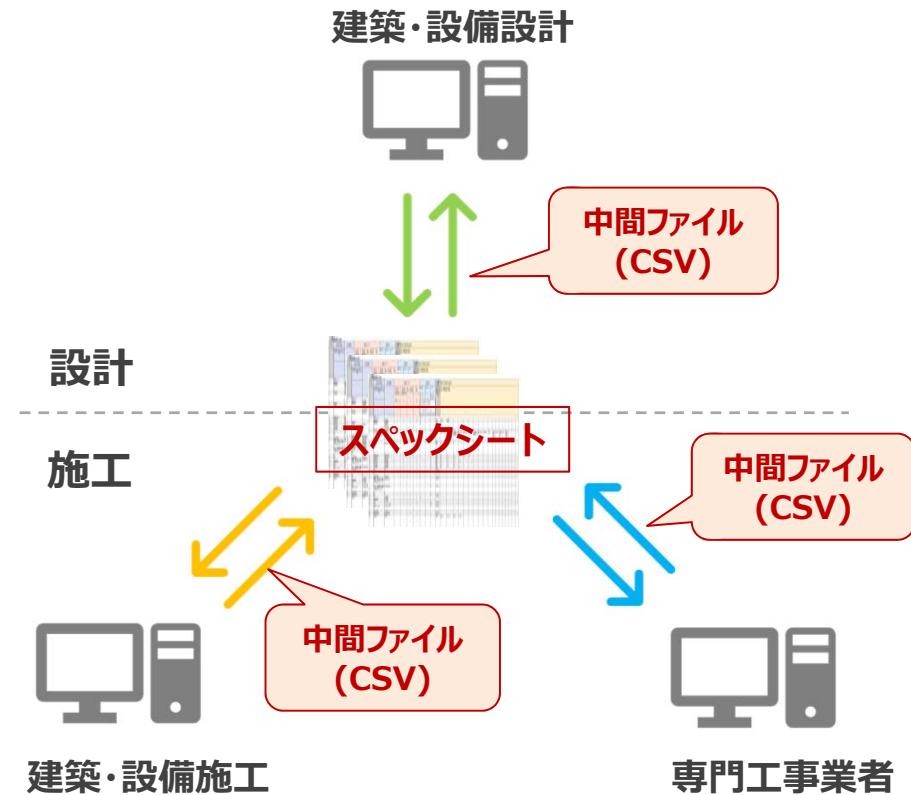 建築・設備設計
中間ファイル
(CSV)
設計
スペックシート
施工
中間ファイル
(CSV)
中間ファイル
(CSV)
建築・設備施工
専門工事業者